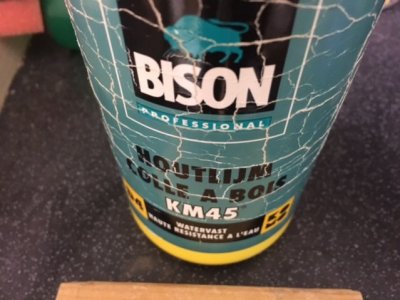 BISON
PROFESSIONAL
HOUTLIJM
COLLE A BOIS
KM45
WATERVAST
HAUTE RESISTANCE A L'EAU